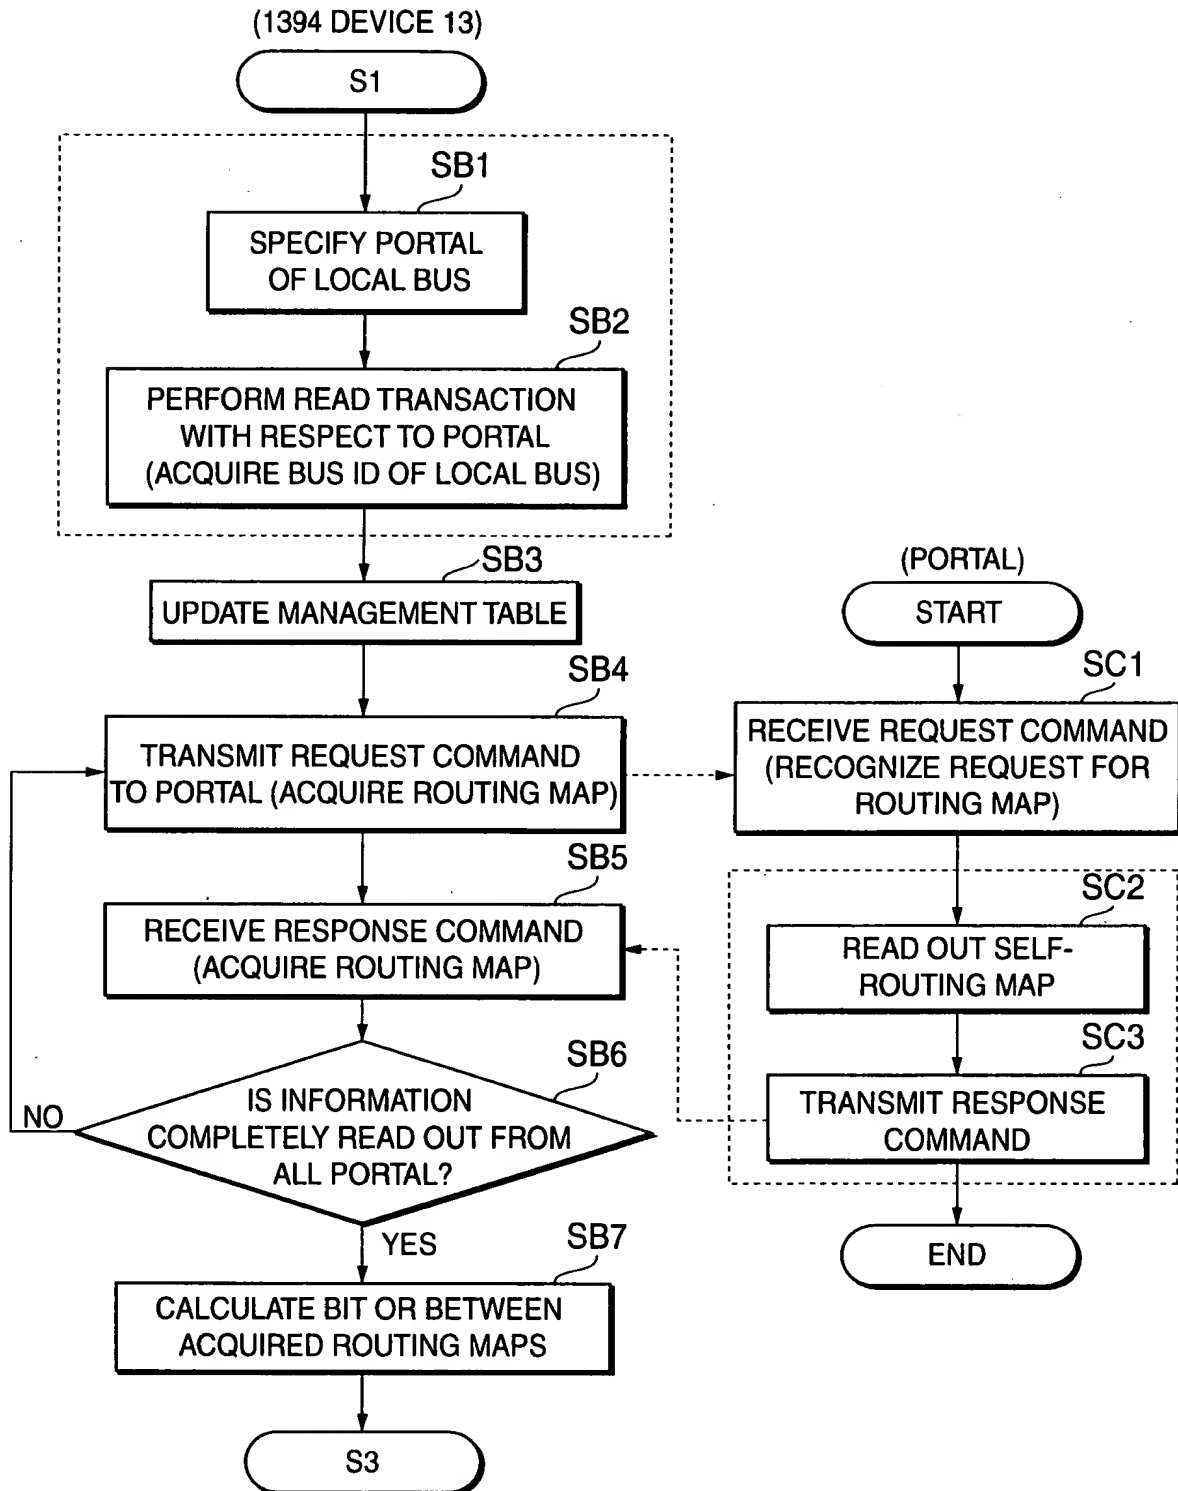 (1394 DEVICE 13)
S1
SB1
SPECIFY PORTAL
OF LOCAL BUS
SB2
PERFORM READ TRANSACTION
WITH RESPECT TO PORTAL
(ACQUIRE BUS ID OF LOCAL BUS)
SB3
UPDATE MANAGEMENT TABLE
SB4
TRANSMIT REQUEST COMMAND
TO PORTAL (ACQUIRE ROUTING MAP)
SB5
RECEIVE RESPONSE COMMAND
(ACQUIRE ROUTING MAP)
SB6
IS INFORMATION
COMPLETELY READ OUT FROM
ALL PORTAL?
NO
YES
SB7
CALCULATE BIT OR BETWEEN
ACQUIRED ROUTING MAPS
S3
(PORTAL)
START
SC1
RECEIVE REQUEST COMMAND
(RECOGNIZE REQUEST FOR
ROUTING MAP)
SC2
READ OUT SELF-
ROUTING MAP
SC3
TRANSMIT RESPONSE
COMMAND
END